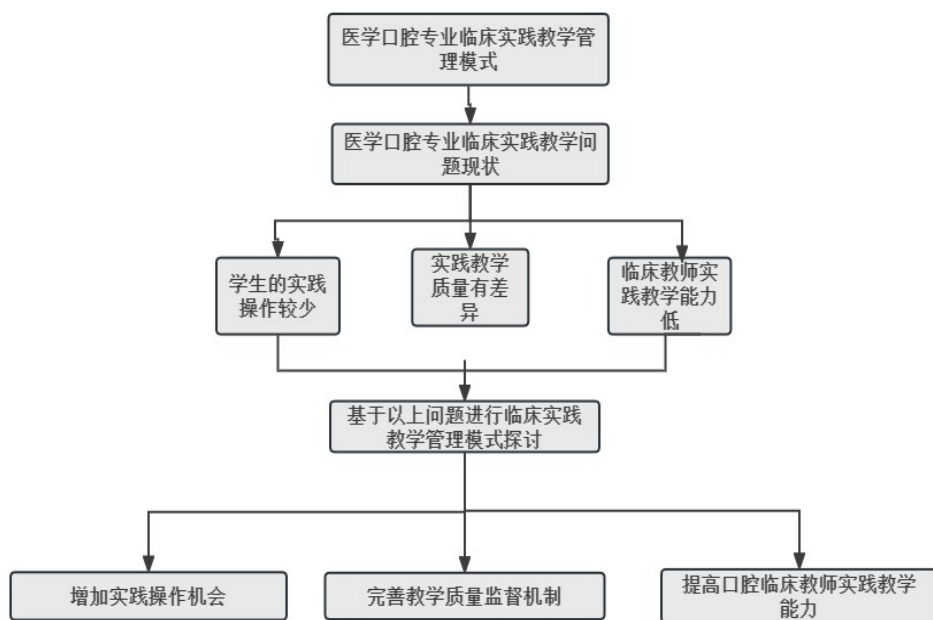 医学口腔专业临床实践教学管
理模式
医学口腔专业临床实践教学问
题现状
学生的实践
操作较少
实践教学
质量有差
异
临床教师实
践教学能力
低
基于以上问题进行临床实践
教学管理模式探讨
增加实践操作机会
完善教学质量监督机制
提高口腔临床教师实践教学
能力